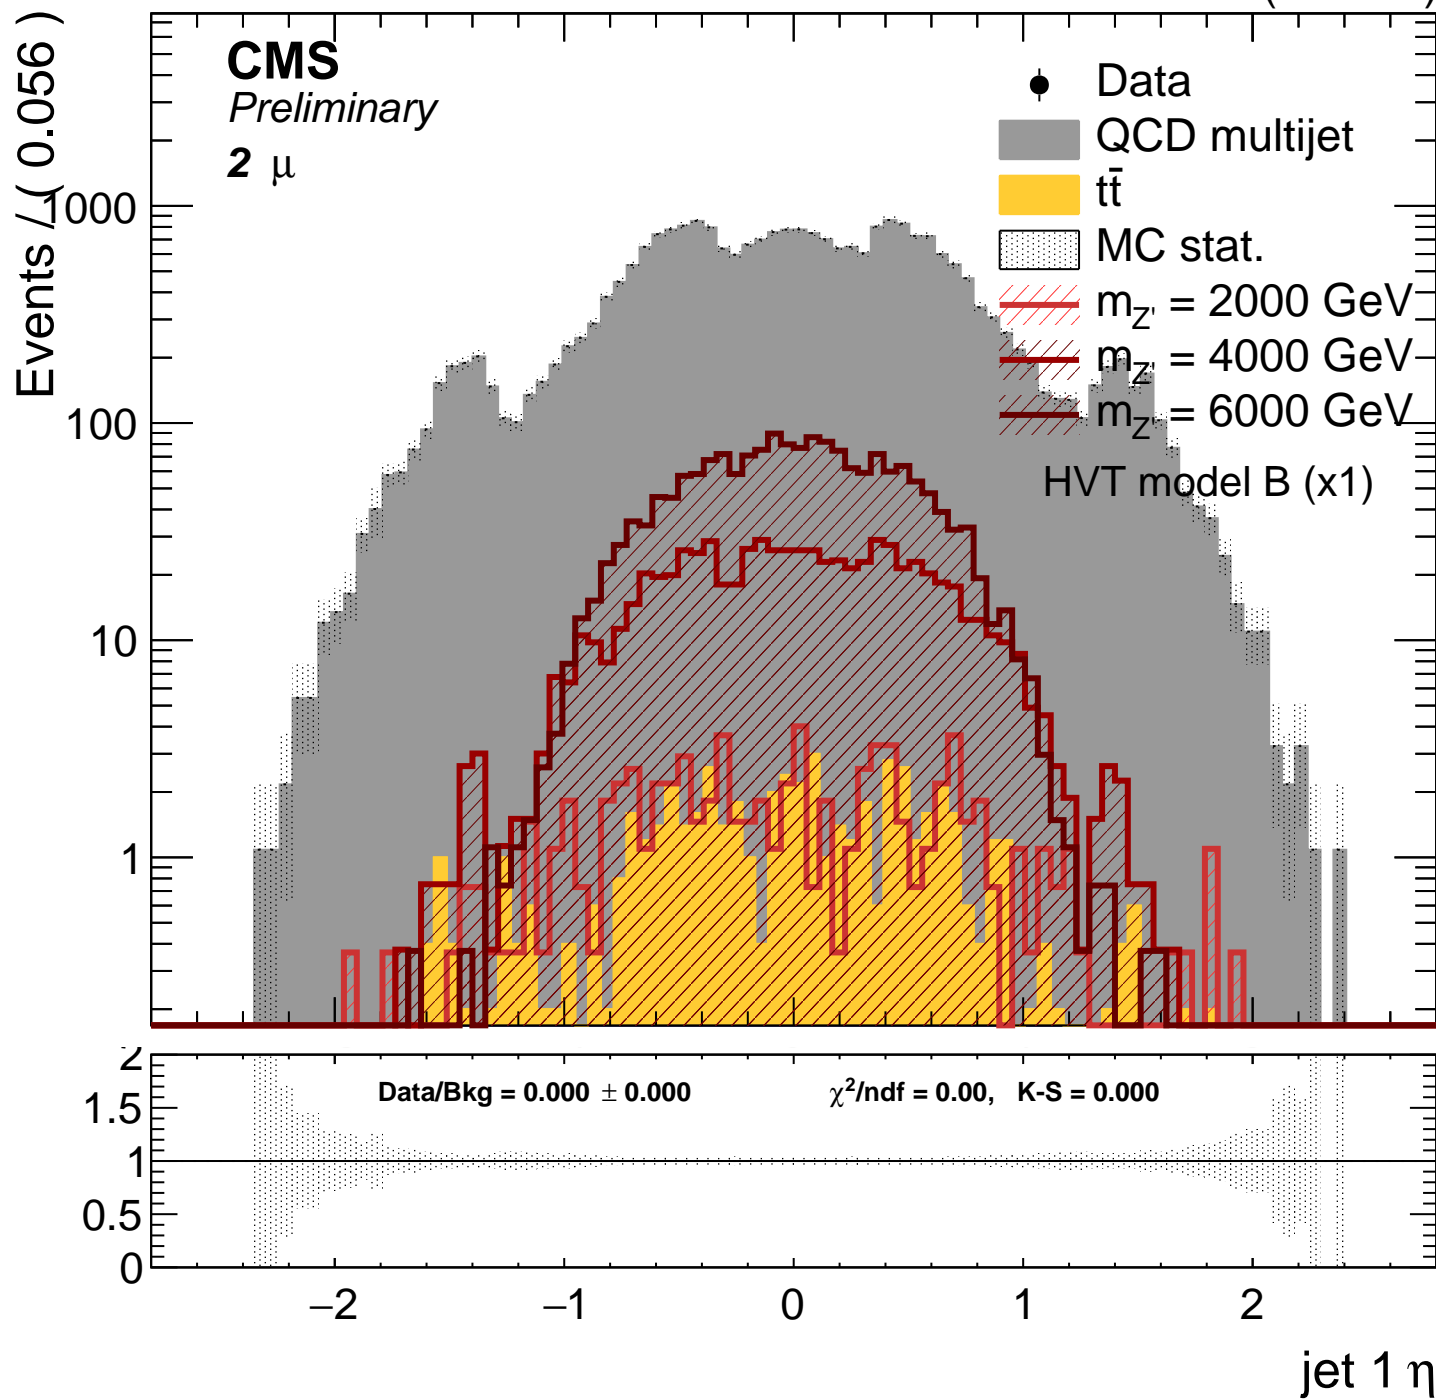 CMS
Preliminary
2 μ
Data
QCD multijet
tt̄
MC stat.
m_Z' = 2000 GeV
m_Z' = 4000 GeV
m_Z' = 6000 GeV
HVT model B (x1)
Events / ( 0.056 )
1000
100
10
1
2
1.5
1
0.5
0
Data/Bkg = 0.000 ± 0.000
χ²/ndf = 0.00, K-S = 0.000
−2 −1 0 1 2
jet 1 η